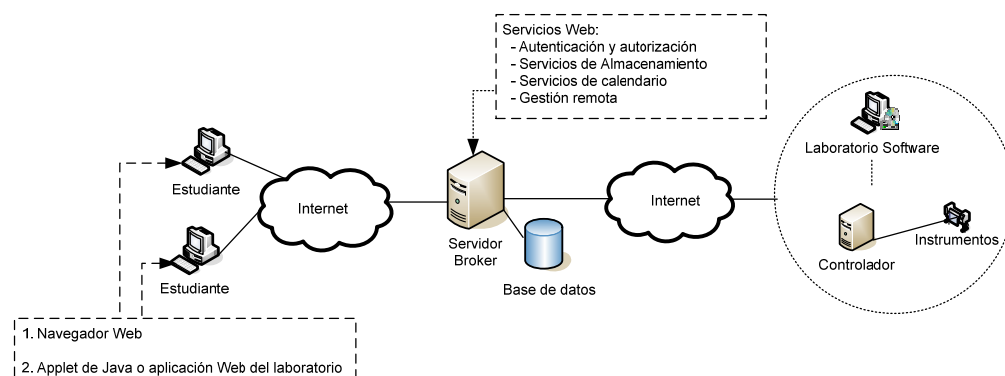 Servicios Web:
- Autenticación y autorización
- Servicios de Almacenamiento
- Servicios de calendario
- Gestión remota
Estudiante
Estudiante
Internet
Servidor
Broker
Base de datos
Internet
Laboratorio Software
Controlador
Instrumentos
1. Navegador Web
2. Applet de Java o aplicación Web del laboratorio